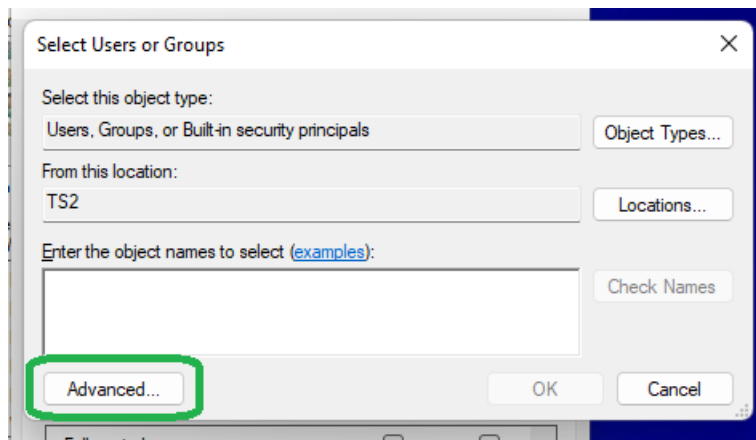 Select Users or Groups
Select this object type:
Users, Groups, or Built-in security principals
Object Types...
From this location:
TS2
Locations...
Enter the object names to select (examples):
Check Names
Advanced...
OK
Cancel